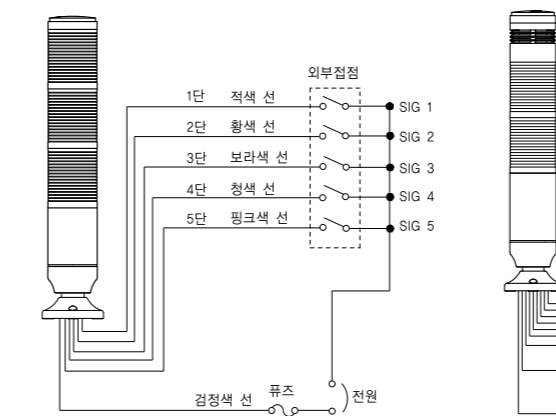 외부접점
1단 적색 선 SIG 1
2단 황색 선 SIG 2
3단 보라색 선 SIG 3
4단 청색 선 SIG 4
5단 핑크색 선 SIG 5
검정색 선 퓨즈 전원